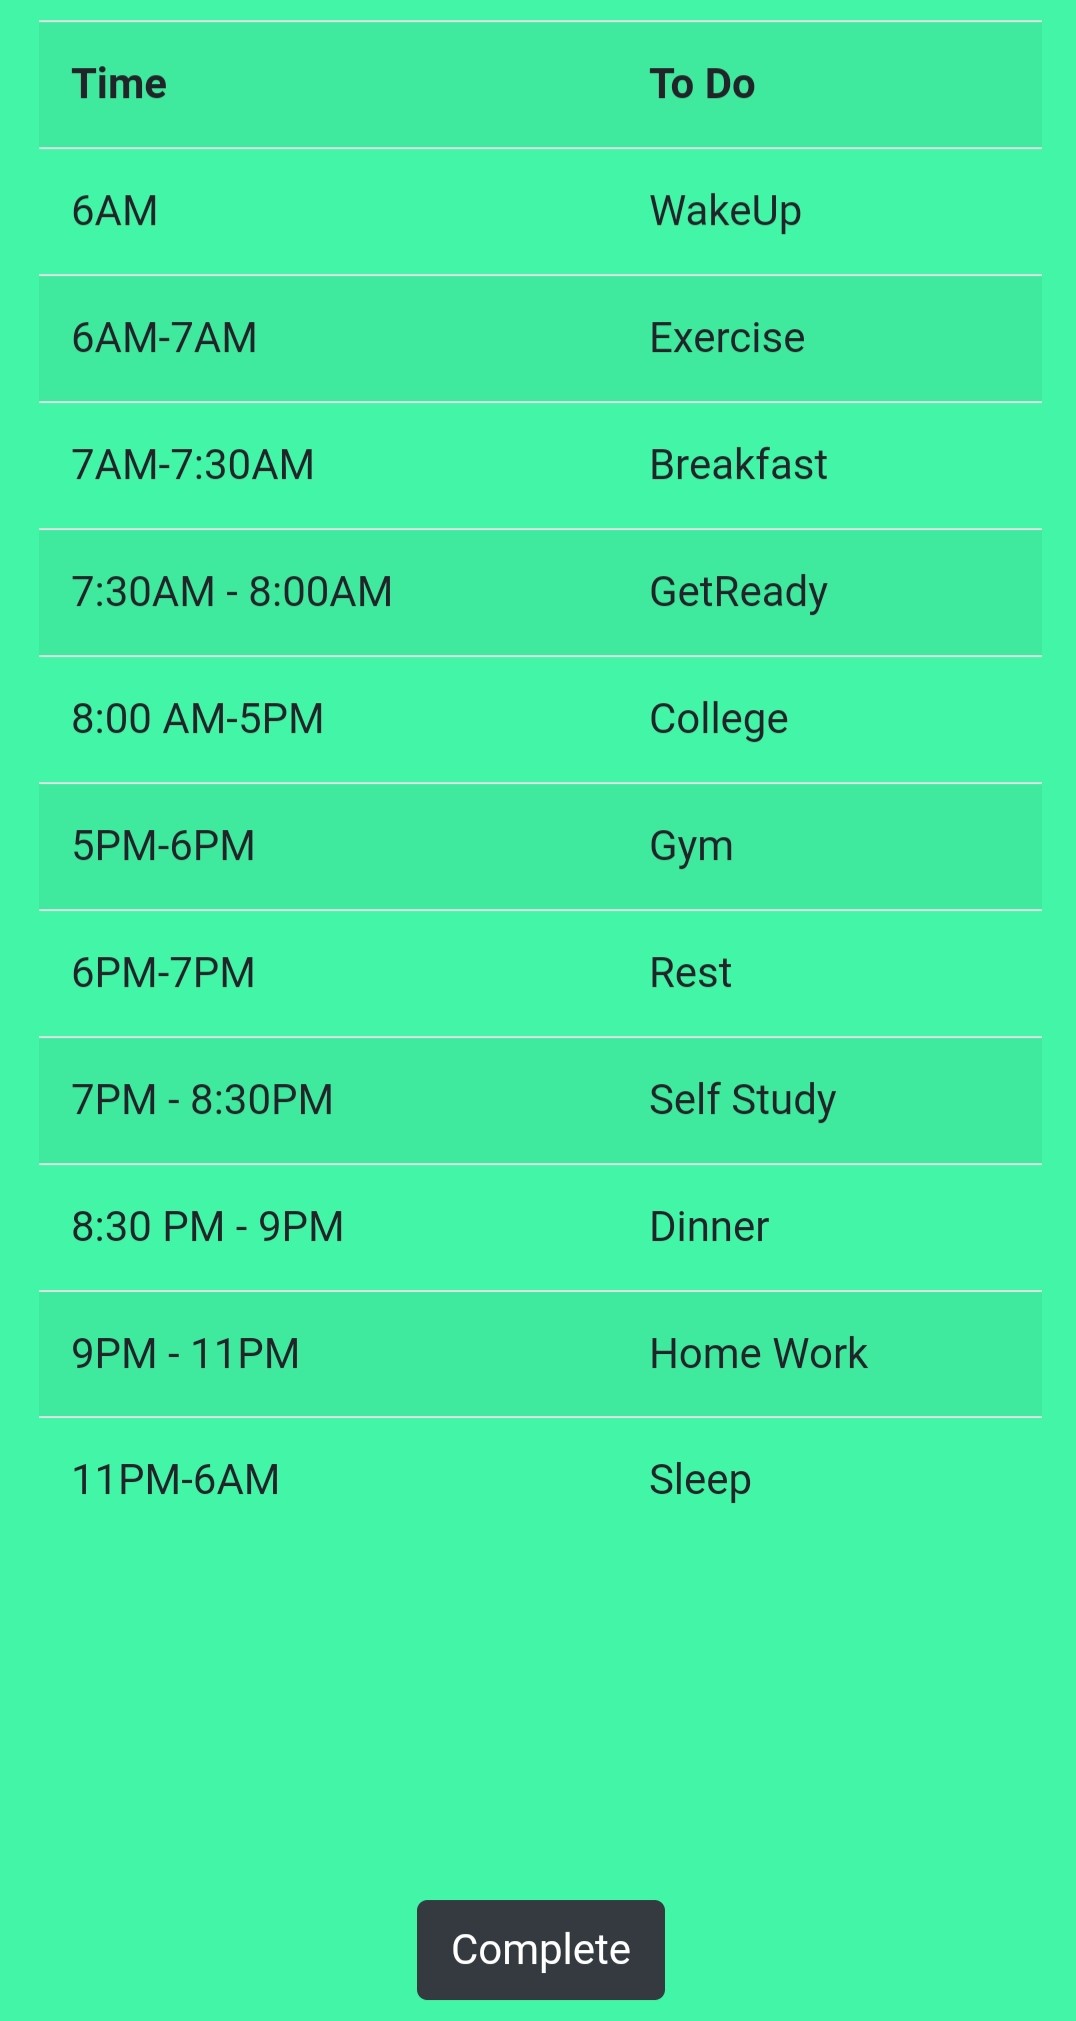 Time To Do
6AM WakeUp
6AM-7AM Exercise
7AM-7:30AM Breakfast
7:30AM - 8:00AM GetReady
8:00 AM-5PM College
5PM-6PM Gym
6PM-7PM Rest
7PM - 8:30PM Self Study
8:30 PM - 9PM Dinner
9PM - 11PM Home Work
11PM-6AM Sleep
Complete